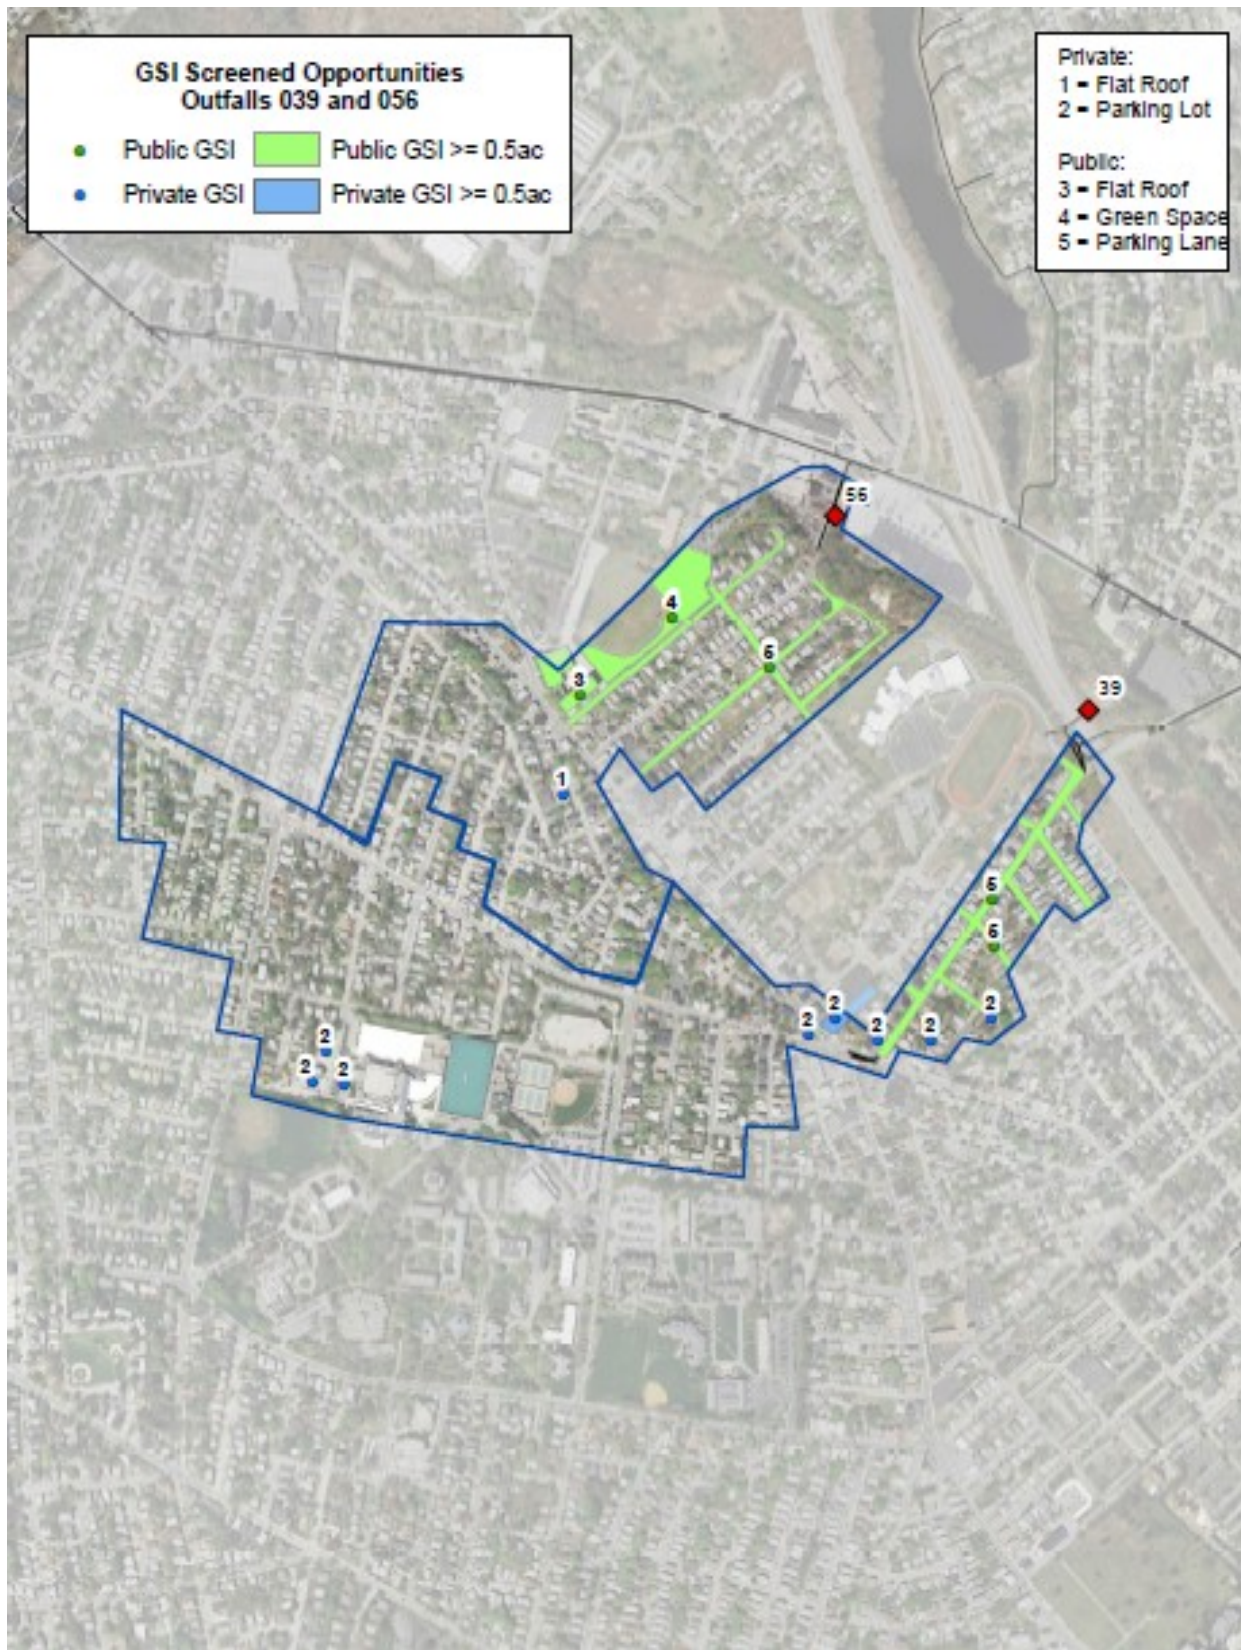 GSI Screened Opportunities
Outfalls 039 and 056
Public GSI
Public GSI >= 0.5ac
Private GSI
Private GSI >= 0.5ac
Private:
1 = Flat Roof
2 = Parking Lot
Public:
3 = Flat Roof
4 = Green Space
5 = Parking Lane
56
4
5
3
39
1
5
5
2
2
2
2
2
2
2
2